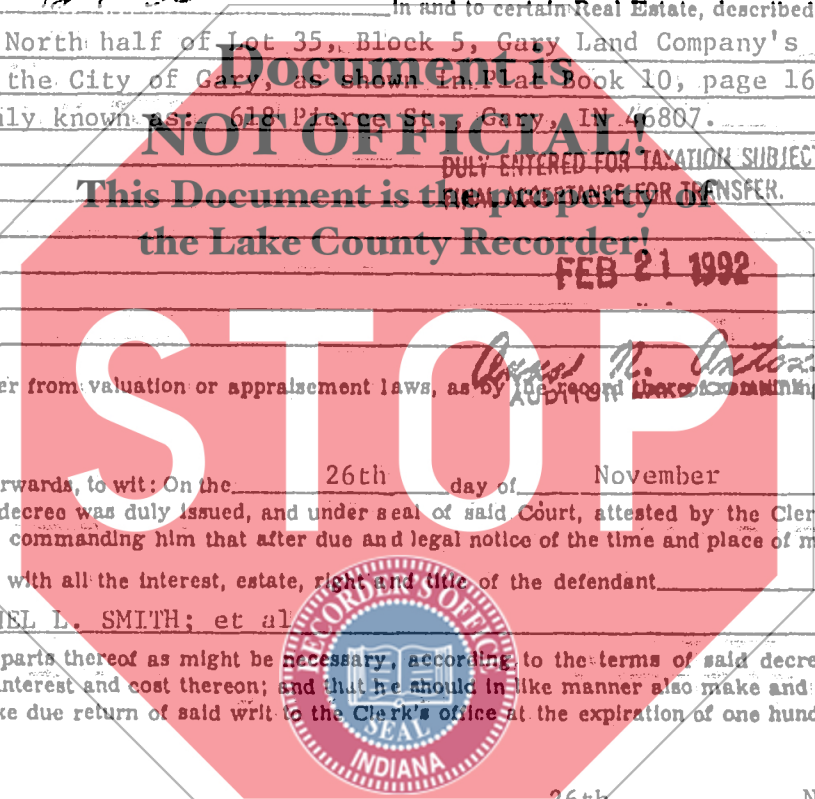 in and to certain Real Estate, described
North half of Lot 35, Block 5, Gary Land Company's
the City of Gary, as shown in Plat Book 10, page 16
ily known as: 618 Pierce St., Gary, IN 46807.
Document is
NOT OFFICIAL!
This Document is the property of
the Lake County Recorder!
DULY ENTERED FOR TAXATION SUBJECT
FINAL ACCEPTANCE FOR TRANSFER.
FEB 21 1992
STOP
er from valuation or appraisement laws, as by the record thereof
AUDITOR LAKE COUNTY
rwards, to wit: On the 26th day of November
decree was duly issued, and under seal of said Court, attested by the Cler
commanding him that after due and legal notice of the time and place of m
with all the interest, estate, right and title of the defendant
IEL L. SMITH; et al
parts thereof as might be necessary, according to the terms of said decre
interest and cost thereon; and that he should in like manner also make and
ke due return of said writ to the Clerk's office at the expiration of one hund
RECORDER'S OFFICE
SEAL
INDIANA
26th N